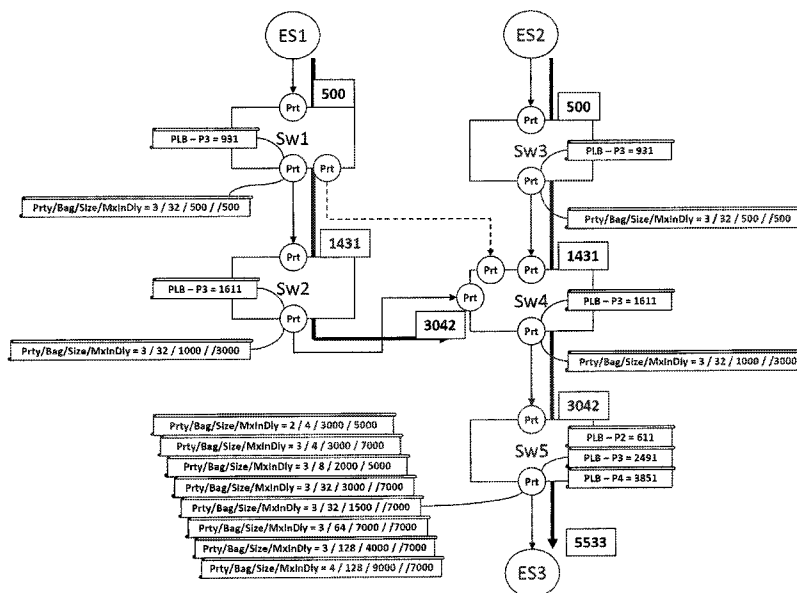 ES1
ES2
500
500
Prt
Prt
Sw1
Sw3
PLB – P3 = 931
PLB – P3 = 931
Prt
Prt
Prt
Prty/Bag/Size/MxInDly = 3 / 32 / 500 / /500
Prty/Bag/Size/MxInDly = 3 / 32 / 500 / /500
1431
1431
Prt
Prt
Prt
Prt
Sw2
Sw4
PLB – P3 = 1611
PLB – P3 = 1611
Prt
Prt
3042
Prty/Bag/Size/MxInDly = 3 / 32 / 1000 / /3000
Prty/Bag/Size/MxInDly = 3 / 32 / 1000 / /3000
3042
Prt
Sw5
PLB – P2 = 611
PLB – P3 = 2491
PLB – P4 = 3851
Prt
Prty/Bag/Size/MxInDly = 2 / 4 / 3000 / 5000
Prty/Bag/Size/MxInDly = 3 / 4 / 3000 / 7000
Prty/Bag/Size/MxInDly = 3 / 8 / 2000 / 5000
Prty/Bag/Size/MxInDly = 3 / 32 / 3000 / /7000
Prty/Bag/Size/MxInDly = 3 / 32 / 1500 / /7000
Prty/Bag/Size/MxInDly = 3 / 64 / 7000 / /7000
Prty/Bag/Size/MxInDly = 3 / 128 / 4000 / /7000
Prty/Bag/Size/MxInDly = 4 / 128 / 9000 / /7000
5533
ES3